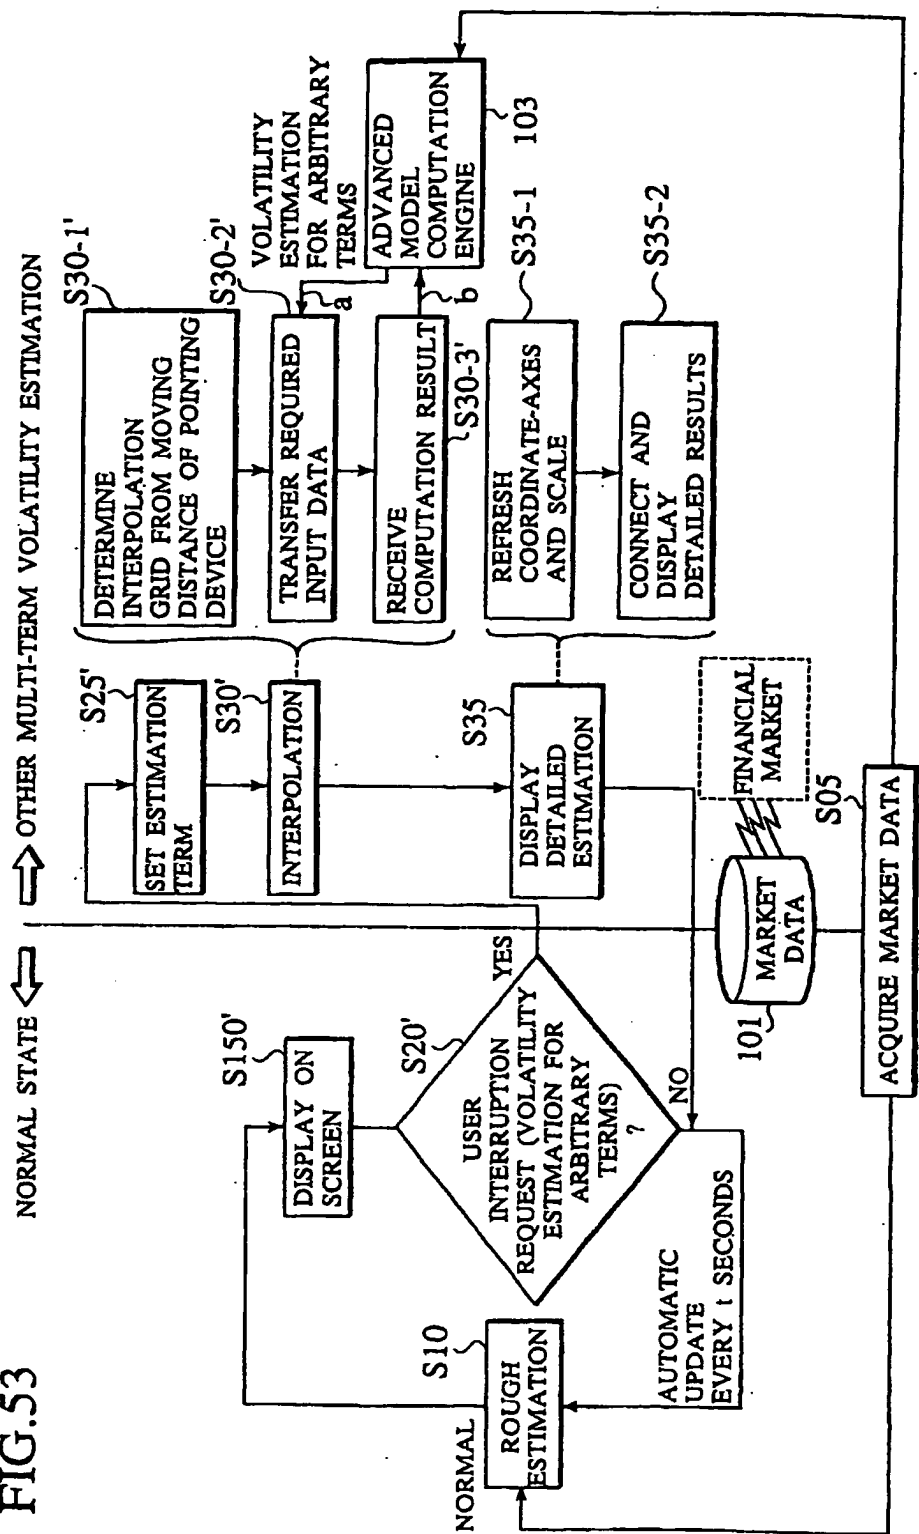 FIG.53
NORMAL STATE
OTHER MULTI-TERM VOLATILITY ESTIMATION
NORMAL
S10
ROUGH
ESTIMATION
AUTOMATIC
UPDATE
EVERY t SECONDS
S150'
DISPLAY ON
SCREEN
S20'
USER
INTERRUPTION
REQUEST (VOLATILITY
ESTIMATION FOR
ARBITRARY
TERMS)
?
YES
NO
S25'
SET ESTIMATION
TERM
S30'
INTERPOLATION
S35
DISPLAY
DETAILED
ESTIMATION
S30-1'
DETERMINE
INTERPOLATION
GRID FROM MOVING
DISTANCE OF POINTING
DEVICE
S30-2'
TRANSFER REQUIRED
INPUT DATA
RECEIVE
COMPUTATION RESULT
S30-3'
VOLATILITY
ESTIMATION
FOR ARBITRARY
TERMS
a
b
ADVANCED
MODEL
COMPUTATION
ENGINE
103
S35-1
REFRESH
COORDINATE-AXES
AND SCALE
S35-2
CONNECT AND
DISPLAY
DETAILED RESULTS
FINANCIAL
MARKET
MARKET
DATA
101
S05
ACQUIRE MARKET DATA